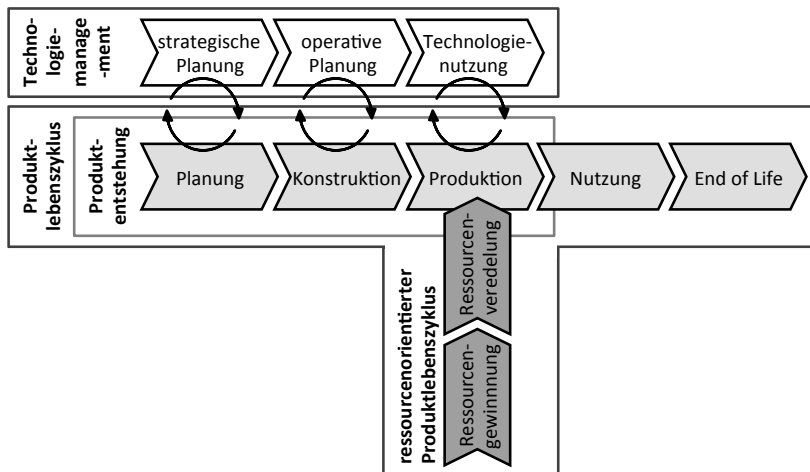 Techno-
logie-
manage
-ment
strategische
Planung
operative
Planung
Technologie-
nutzung
Produkt-
lebenszyklus
Produkt-
entstehung
Planung
Konstruktion
Produktion
Nutzung
End of Life
ressourcenorientierter
Produktlebenszyklus
Ressourcen-
veredelung
Ressourcen-
gewinnnung